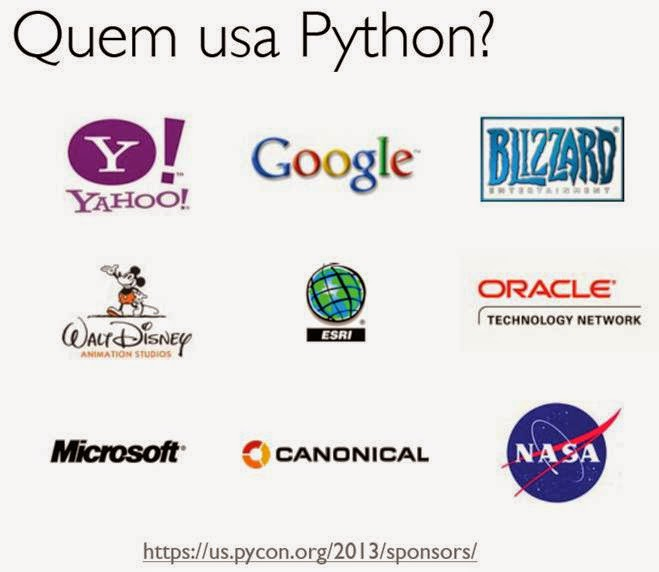 Quem usa Python?
Y!
YAHOO!
Google™
BLIZZARD®
ENTERTAINMENT
WALT DISNEY
ANIMATION STUDIOS
ESRI
ORACLE®
TECHNOLOGY NETWORK
Microsoft®
CANONICAL
NASA
https://us.pycon.org/2013/sponsors/